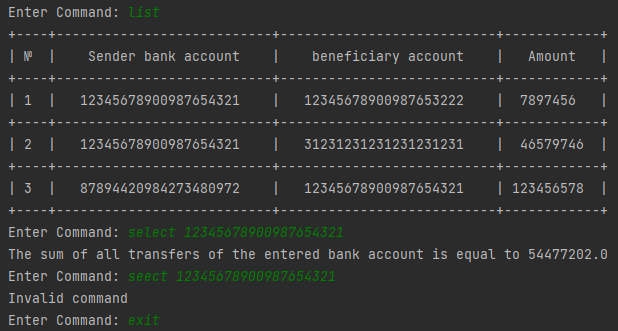 Enter Command: list
+----+---------------------------+---------------------------+------------+
| № | Sender bank account | beneficiary account | Amount |
+----+---------------------------+---------------------------+------------+
| 1 | 12345678900987654321 | 12345678900987653222 | 7897456 |
+----+---------------------------+---------------------------+------------+
| 2 | 12345678900987654321 | 31231231231231231231 | 46579746 |
+----+---------------------------+---------------------------+------------+
| 3 | 87894420984273480972 | 12345678900987654321 | 123456578 |
+----+---------------------------+---------------------------+------------+
Enter Command: select 12345678900987654321
The sum of all transfers of the entered bank account is equal to 54477202.0
Enter Command: seect 12345678900987654321
Invalid command
Enter Command: exit